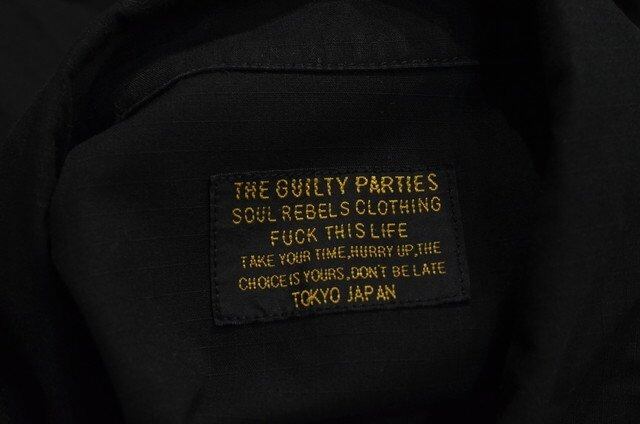 THE GUILTY PARTIES
SOUL REBELS CLOTHING
FUCK THIS LIFE
TAKE YOUR TIME,HURRY UP,THE
CHOICE IS YOURS,DON'T BE LATE
TOKYO JAPAN